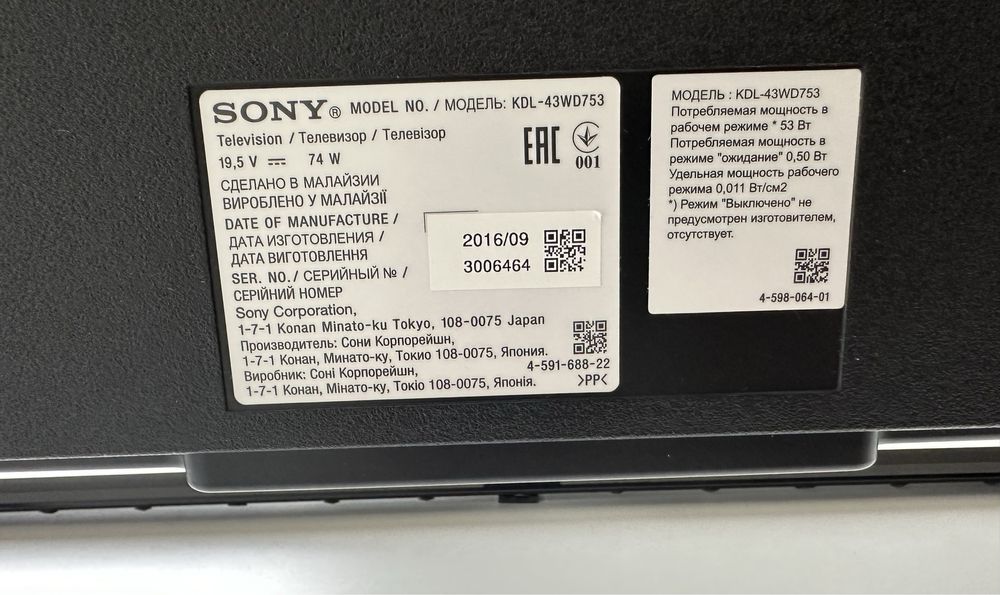 SONY® MODEL NO. / МОДЕЛЬ: KDL-43WD753
Television / Телевизор / Телевізор
19,5 V ⎓ 74 W
EAC
001
СДЕЛАНО В МАЛАЙЗИИ
ВИРОБЛЕНО У МАЛАЙЗІЇ
DATE OF MANUFACTURE /
ДАТА ИЗГОТОВЛЕНИЯ /
ДАТА ВИГОТОВЛЕННЯ
2016/09
3006464
SER. NO. / СЕРИЙНЫЙ № /
СЕРІЙНИЙ НОМЕР
Sony Corporation,
1-7-1 Konan Minato-ku Tokyo, 108-0075 Japan
Производитель: Сони Корпорейшн,
1-7-1 Конан, Минато-ку, Токио 108-0075, Япония.
Виробник: Соні Корпорейшн,
1-7-1 Конан, Мінато-ку, Токіо 108-0075, Японія.
4-591-688-22
>PP<
МОДЕЛЬ : KDL-43WD753
Потребляемая мощность в
рабочем режиме * 53 Вт
Потребляемая мощность в
режиме "ожидание" 0,50 Вт
Удельная мощность рабочего
режима 0,011 Вт/см2
*) Режим "Выключено" не
предусмотрен изготовителем,
отсутствует.
4-598-064-01